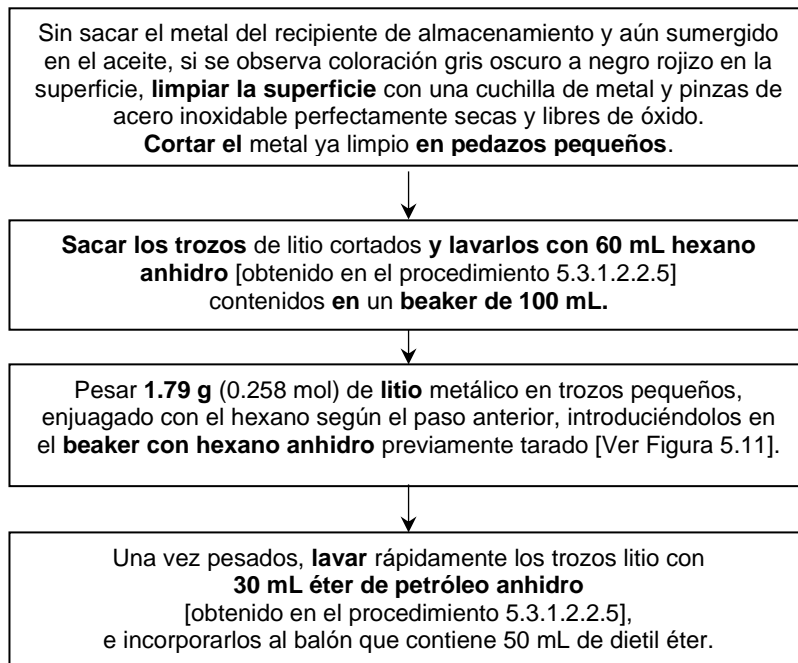 Sin sacar el metal del recipiente de almacenamiento y aún sumergido
en el aceite, si se observa coloración gris oscuro a negro rojizo en la
superficie, limpiar la superficie con una cuchilla de metal y pinzas de
acero inoxidable perfectamente secas y libres de óxido.
Cortar el metal ya limpio en pedazos pequeños.
Sacar los trozos de litio cortados y lavarlos con 60 mL hexano
anhidro [obtenido en el procedimiento 5.3.1.2.2.5]
contenidos en un beaker de 100 mL.
Pesar 1.79 g (0.258 mol) de litio metálico en trozos pequeños,
enjuagado con el hexano según el paso anterior, introduciéndolos en
el beaker con hexano anhidro previamente tarado [Ver Figura 5.11].
Una vez pesados, lavar rápidamente los trozos litio con
30 mL éter de petróleo anhidro
[obtenido en el procedimiento 5.3.1.2.2.5],
e incorporarlos al balón que contiene 50 mL de dietil éter.